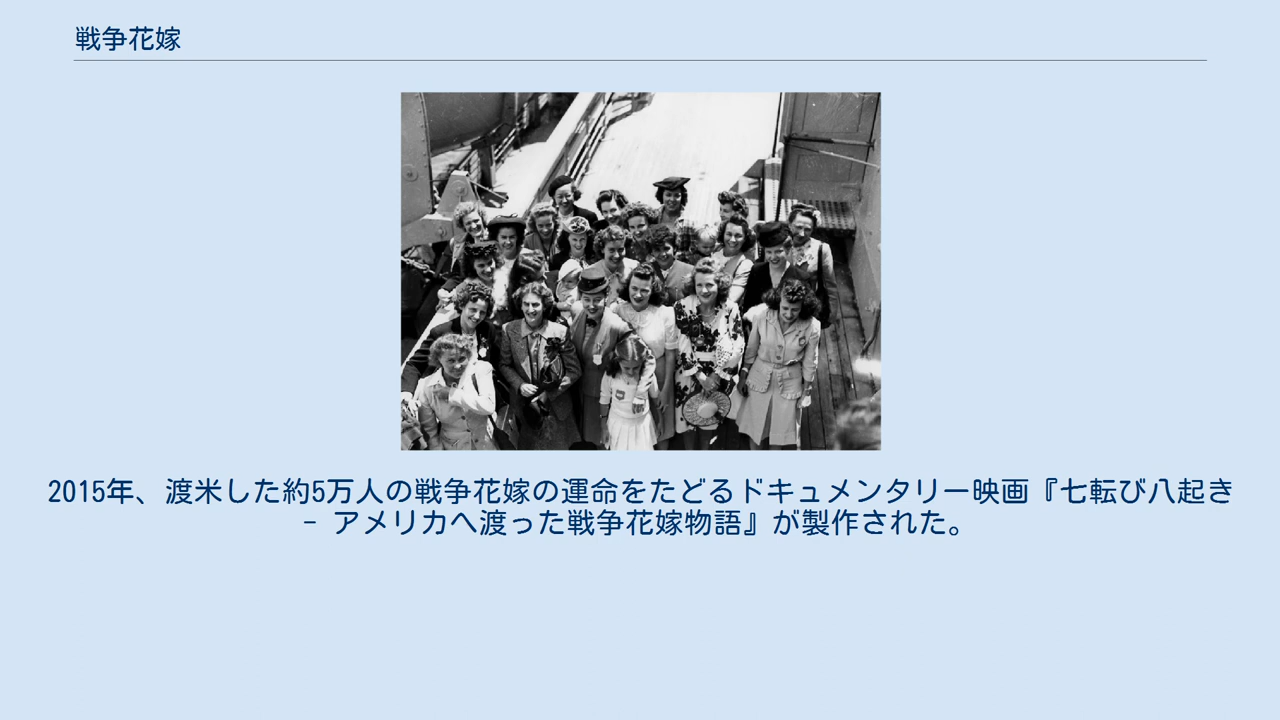 戦争花嫁
2015年、渡米した約5万人の戦争花嫁の運命をたどるドキュメンタリー映画『七転び八起き
- アメリカへ渡った戦争花嫁物語』が製作された。